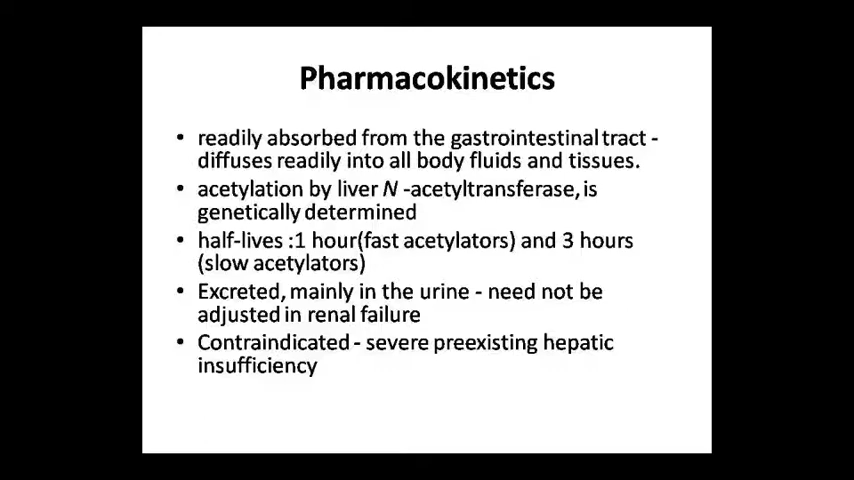 Pharmacokinetics
• readily absorbed from the gastrointestinal tract -
diffuses readily into all body fluids and tissues.
• acetylation by liver N -acetyltransferase, is
genetically determined
• half-lives :1 hour(fast acetylators) and 3 hours
(slow acetylators)
• Excreted, mainly in the urine - need not be
adjusted in renal failure
• Contraindicated - severe preexisting hepatic
insufficiency